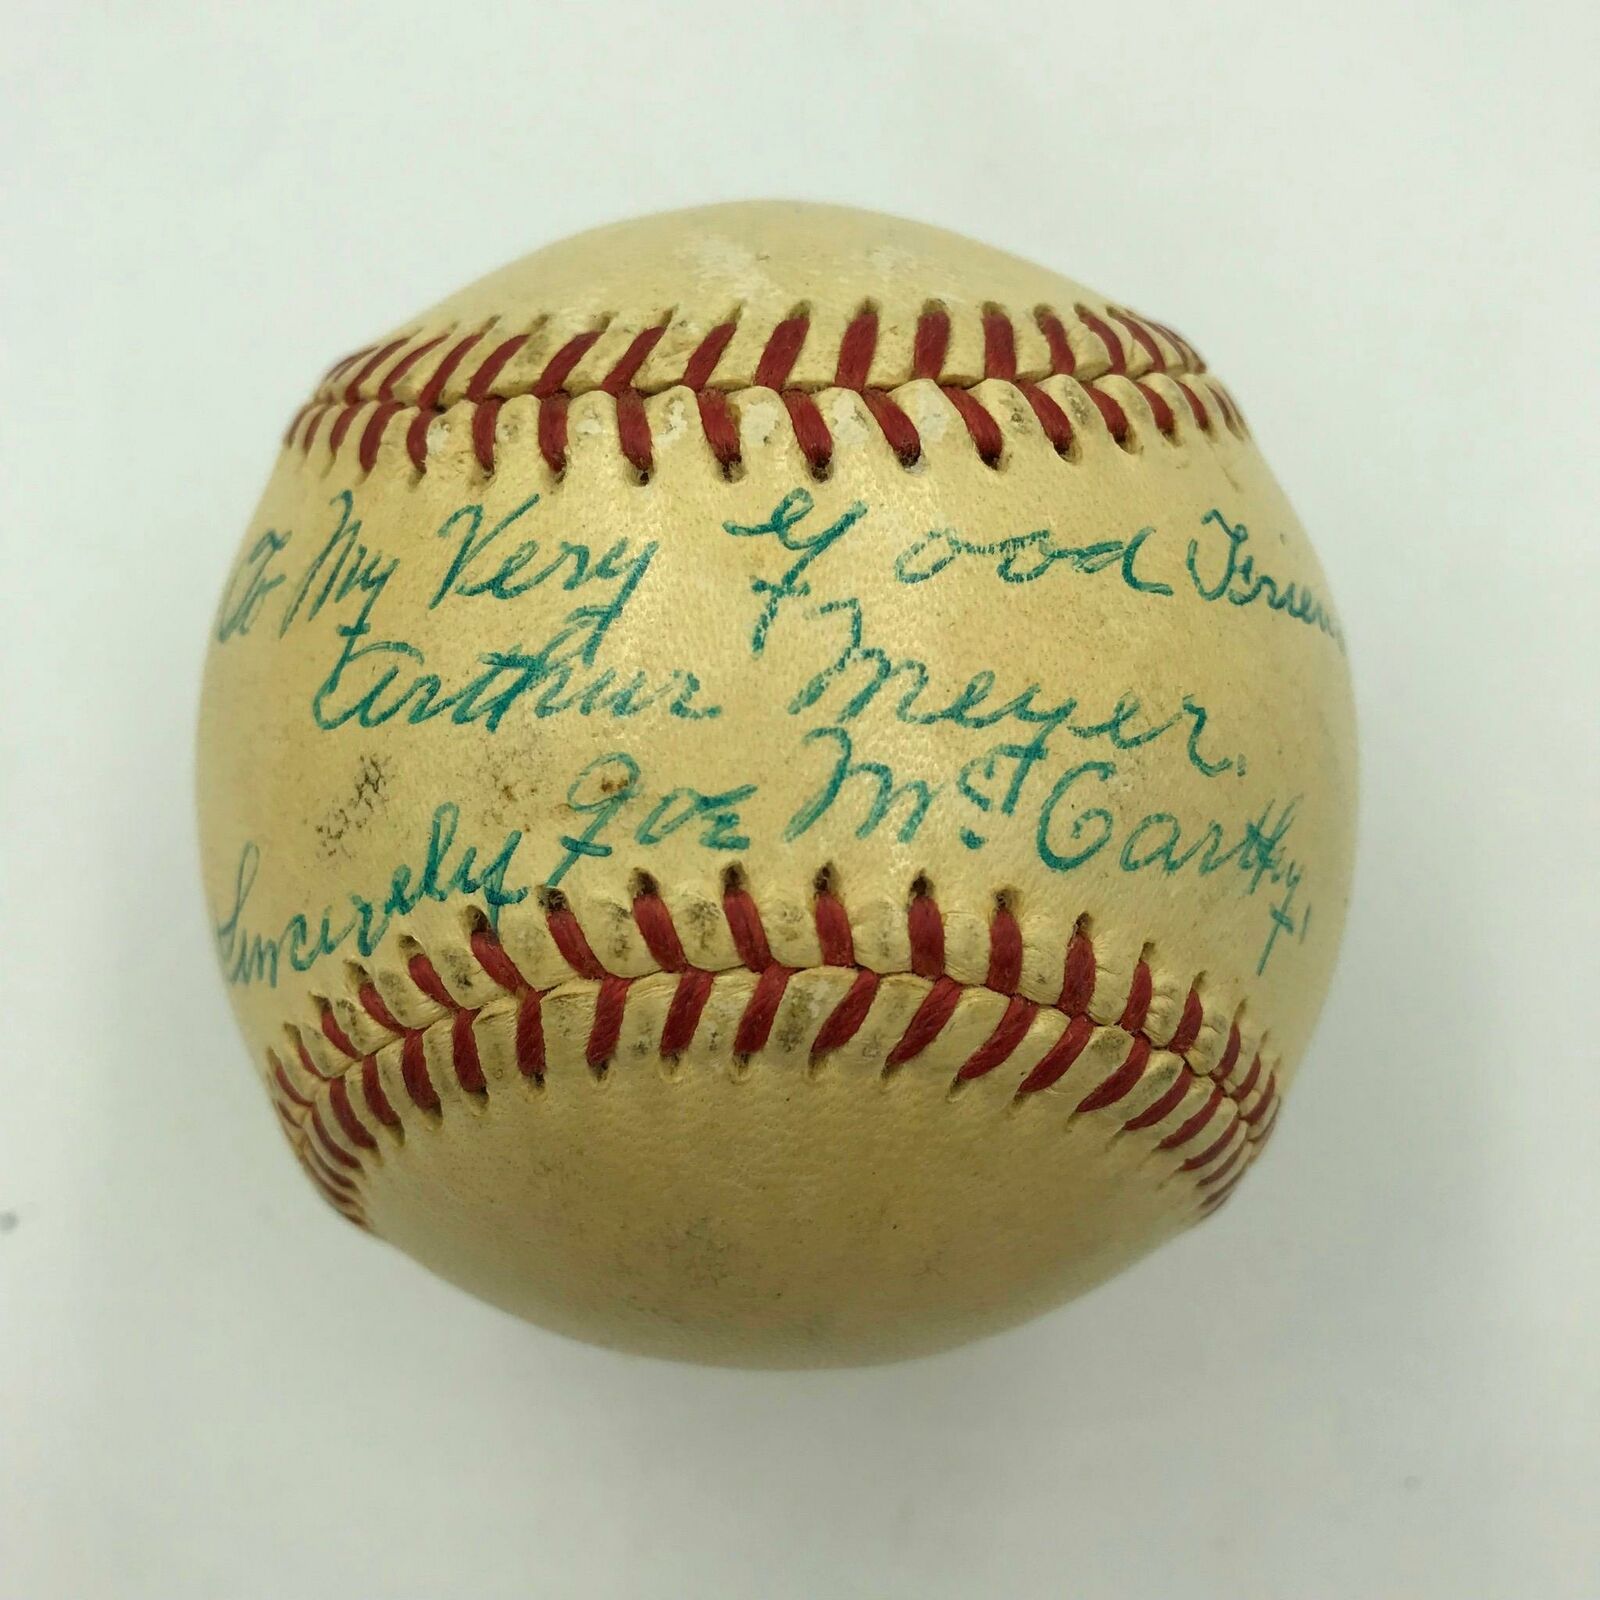 To My Very Good Friend
Arthur Meyer.
Sincerely Joe McCarthy